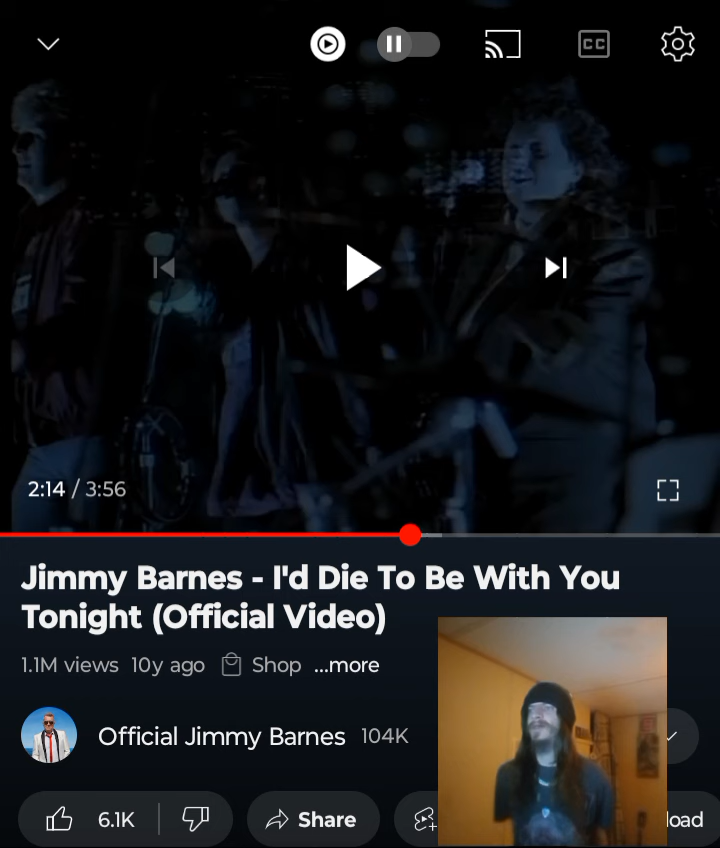 CC
2:14 / 3:56
Jimmy Barnes - I'd Die To Be With You
Tonight (Official Video)
1.1M views 10y ago Shop ...more
Official Jimmy Barnes 104K
6.1K Share load